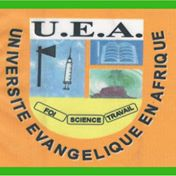 U.E.A.
UNIVERSITE EVANGELIQUE EN AFRIQUE
FOI
SCIENCE
TRAVAIL